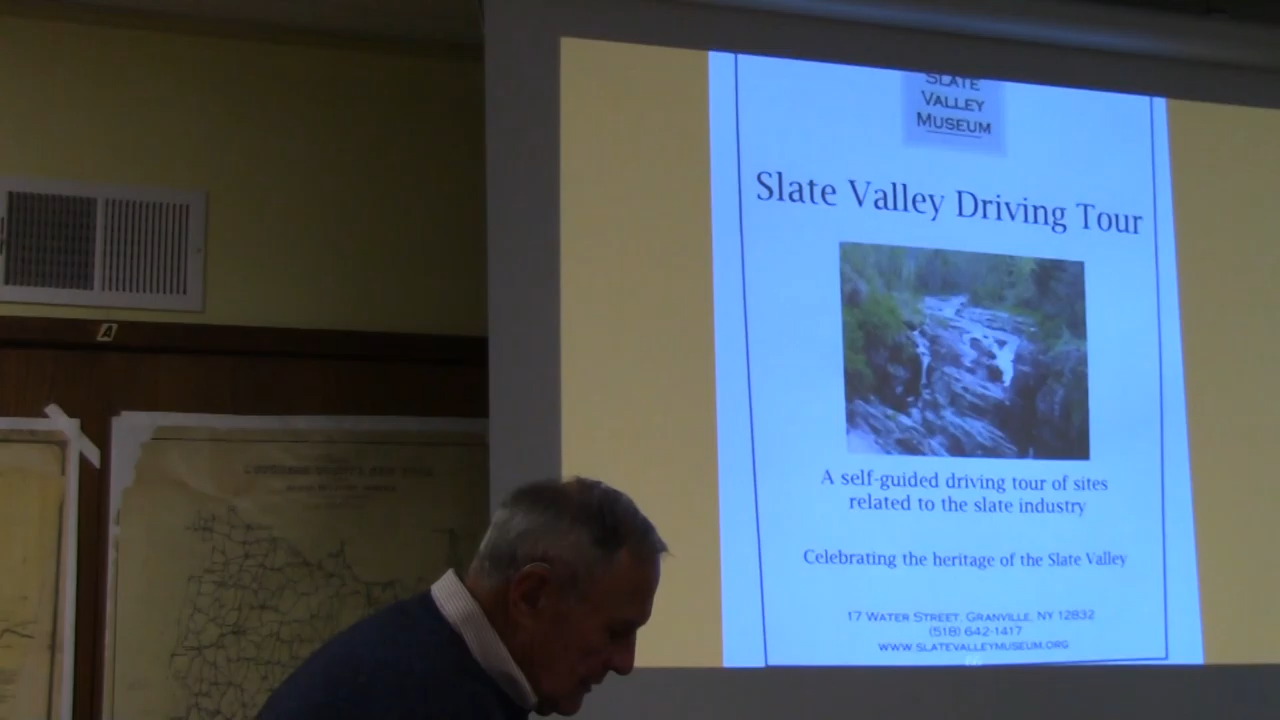 SLATE
VALLEY
MUSEUM
Slate Valley Driving Tour
A self-guided driving tour of sites
related to the slate industry
Celebrating the heritage of the Slate Valley
17 WATER STREET, GRANVILLE, NY 12832
(518) 642-1417
WWW.SLATEVALLEYMUSEUM.ORG
A